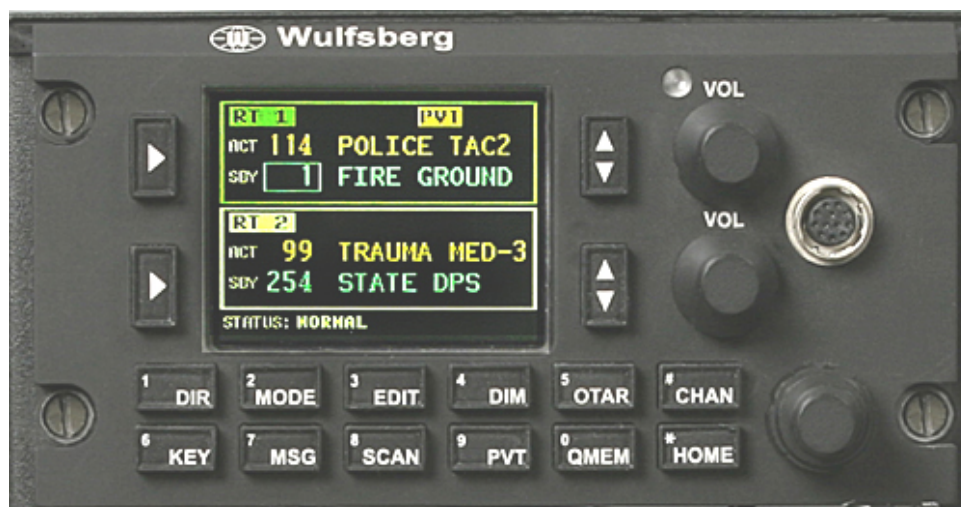 Wulfsberg
RT 1 PV1
ACT 114 POLICE TAC2
SBY 1 FIRE GROUND
RT 2
ACT 99 TRAUMA MED-3
SBY 254 STATE DPS
STATUS: NORMAL
VOL
VOL
1 DIR 2 MODE 3 EDIT 4 DIM 5 OTAR # CHAN
6 KEY 7 MSG 8 SCAN 9 PVT 0 QMEM * HOME